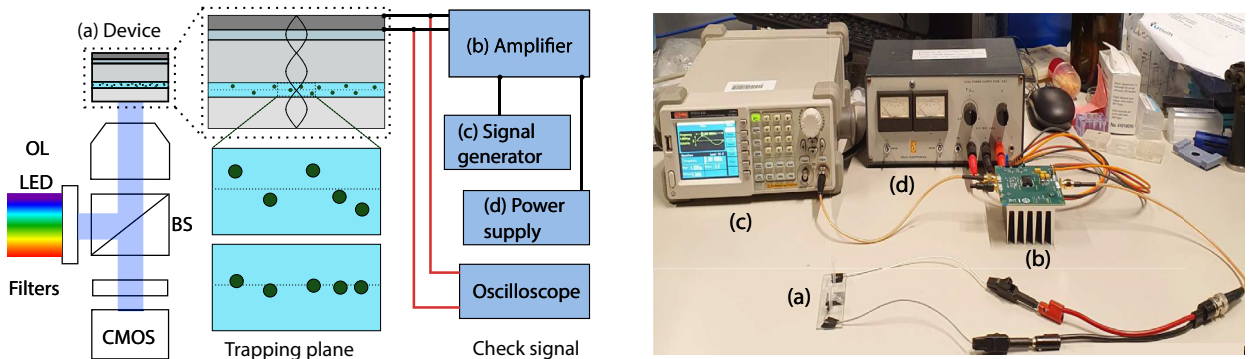 (a) Device
OL
LED
BS
Filters
CMOS
Trapping plane
(b) Amplifier
(c) Signal
generator
(d) Power
supply
Oscilloscope
Check signal
(c)
(d)
(b)
(a)